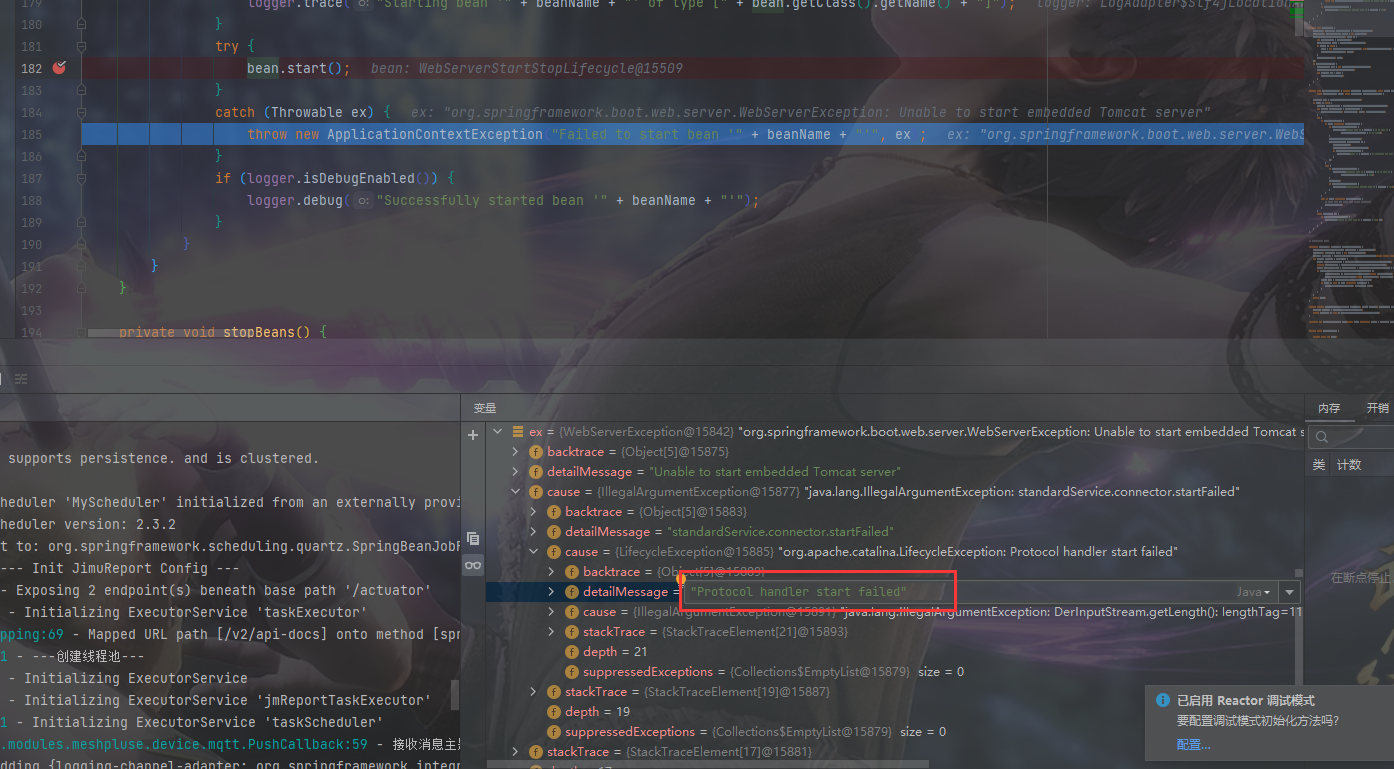 179 logger.trace( o: "Starting bean '" + beanName + "' of type [" + bean.getClass().getName() + "]"); logger: LogAdapter$Slf4jLocation
180 }
181 try {
182 bean.start(); bean: WebServerStartStopLifecycle@15509
183 }
184 catch (Throwable ex) { ex: "org.springframework.boot.web.server.WebServerException: Unable to start embedded Tomcat server"
185 throw new ApplicationContextException("Failed to start bean '" + beanName + "'", ex ; ex: "org.springframework.boot.web.server.WebS
186 }
187 if (logger.isDebugEnabled()) {
188 logger.debug( o: "Successfully started bean '" + beanName + "'");
189 }
190 }
191 }
192 }
193
194 private void stopBeans() {
supports persistence. and is clustered.
heduler 'MyScheduler' initialized from an externally provi
heduler version: 2.3.2
t to: org.springframework.scheduling.quartz.SpringBeanJobF
--- Init JimuReport Config ---
- Exposing 2 endpoint(s) beneath base path '/actuator'
- Initializing ExecutorService 'taskExecutor'
pping:69 - Mapped URL path [/v2/api-docs] onto method [spr
1 - ---创建线程池---
- Initializing ExecutorService
- Initializing ExecutorService 'jmReportTaskExecutor'
1 - Initializing ExecutorService 'taskScheduler'
.modules.meshpluse.device.mqtt.PushCallback:59 - 接收消息主题
dding {logging-channel-adapter: org.springframework.integ
变量
ex = {WebServerException@15842} "org.springframework.boot.web.server.WebServerException: Unable to start embedded Tomcat s
backtrace = {Object[5]@15875}
detailMessage = "Unable to start embedded Tomcat server"
cause = {IllegalArgumentException@15877} "java.lang.IllegalArgumentException: standardService.connector.startFailed"
backtrace = {Object[5]@15883}
detailMessage = "standardService.connector.startFailed"
cause = {LifecycleException@15885} "org.apache.catalina.LifecycleException: Protocol handler start failed"
backtrace = {Object[5]@15889}
detailMessage = "Protocol handler start failed" Java
cause = {IllegalArgumentException@15891} "java.lang.IllegalArgumentException: DerInputStream.getLength(): lengthTag=11
stackTrace = {StackTraceElement[21]@15893}
depth = 21
suppressedExceptions = {Collections$EmptyList@15879} size = 0
stackTrace = {StackTraceElement[19]@15887}
depth = 19
suppressedExceptions = {Collections$EmptyList@15879} size = 0
stackTrace = {StackTraceElement[17]@15881}
内存 开销
类 计数
在断点停止
已启用 Reactor 调试模式
要配置调试模式初始化方法吗?
配置...